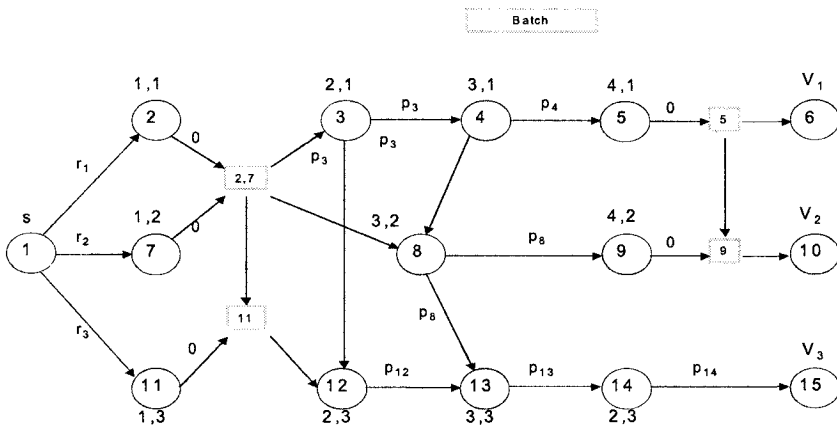 Batch
1,1 2,1 3,1 4,1 V₁
2 0 3 p₃ 4 p₄ 5 0 5 6
p₃ p₃
r₁ 2,7
s 1,2 3,2 4,2 V₂
1 r₂ 7 0 8 p₈ 9 0 9 10
r₃ 0 11 p₈ V₃
11 12 p₁₂ 13 p₁₃ 14 p₁₄ 15
1,3 2,3 3,3 2,3